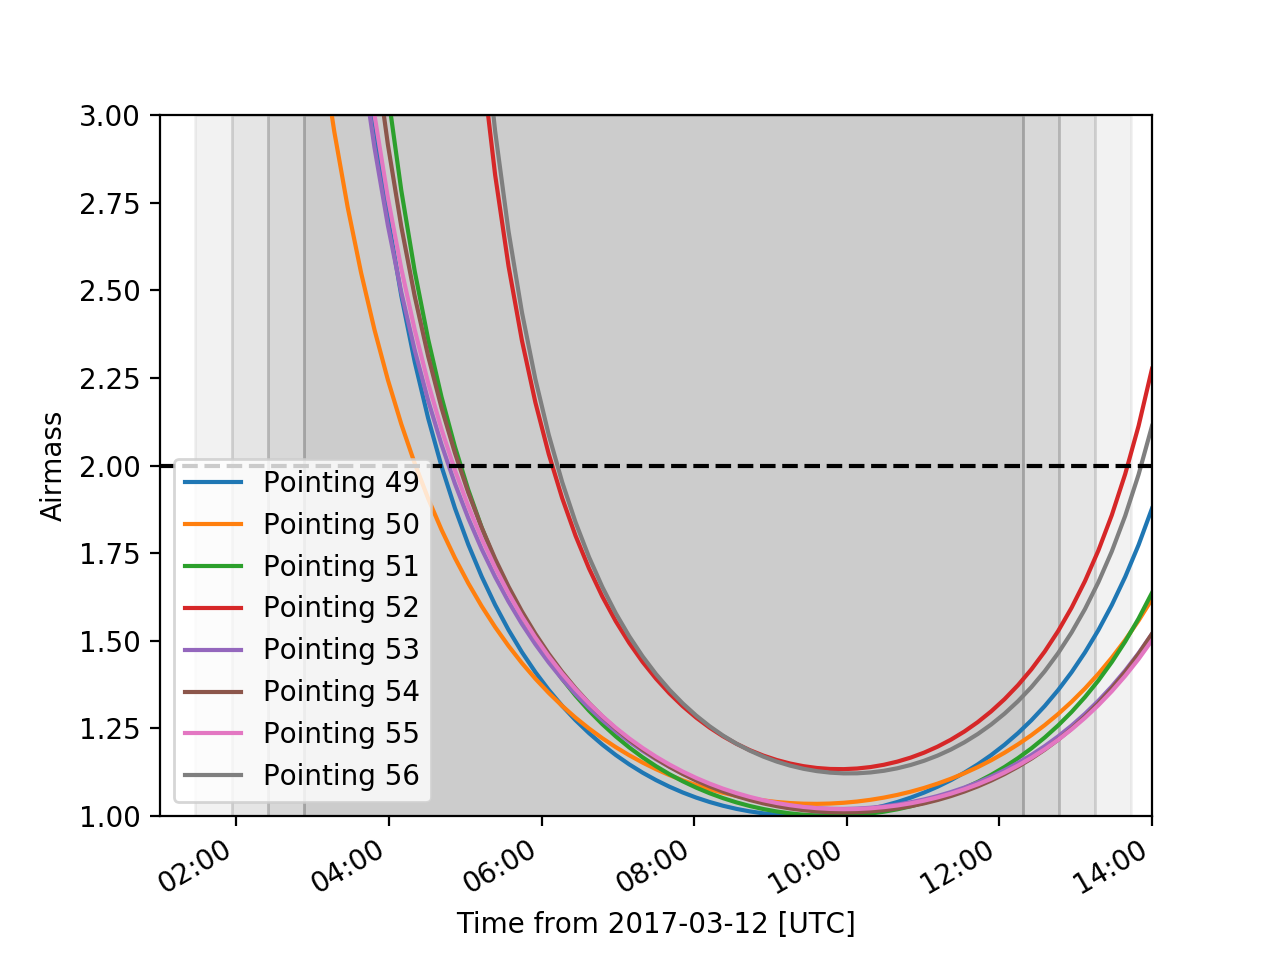 3.00
2.75
2.50
2.25
2.00
1.75
1.50
1.25
1.00
Airmass
Pointing 49
Pointing 50
Pointing 51
Pointing 52
Pointing 53
Pointing 54
Pointing 55
Pointing 56
02:00 04:00 06:00 08:00 10:00 12:00 14:00
Time from 2017-03-12 [UTC]